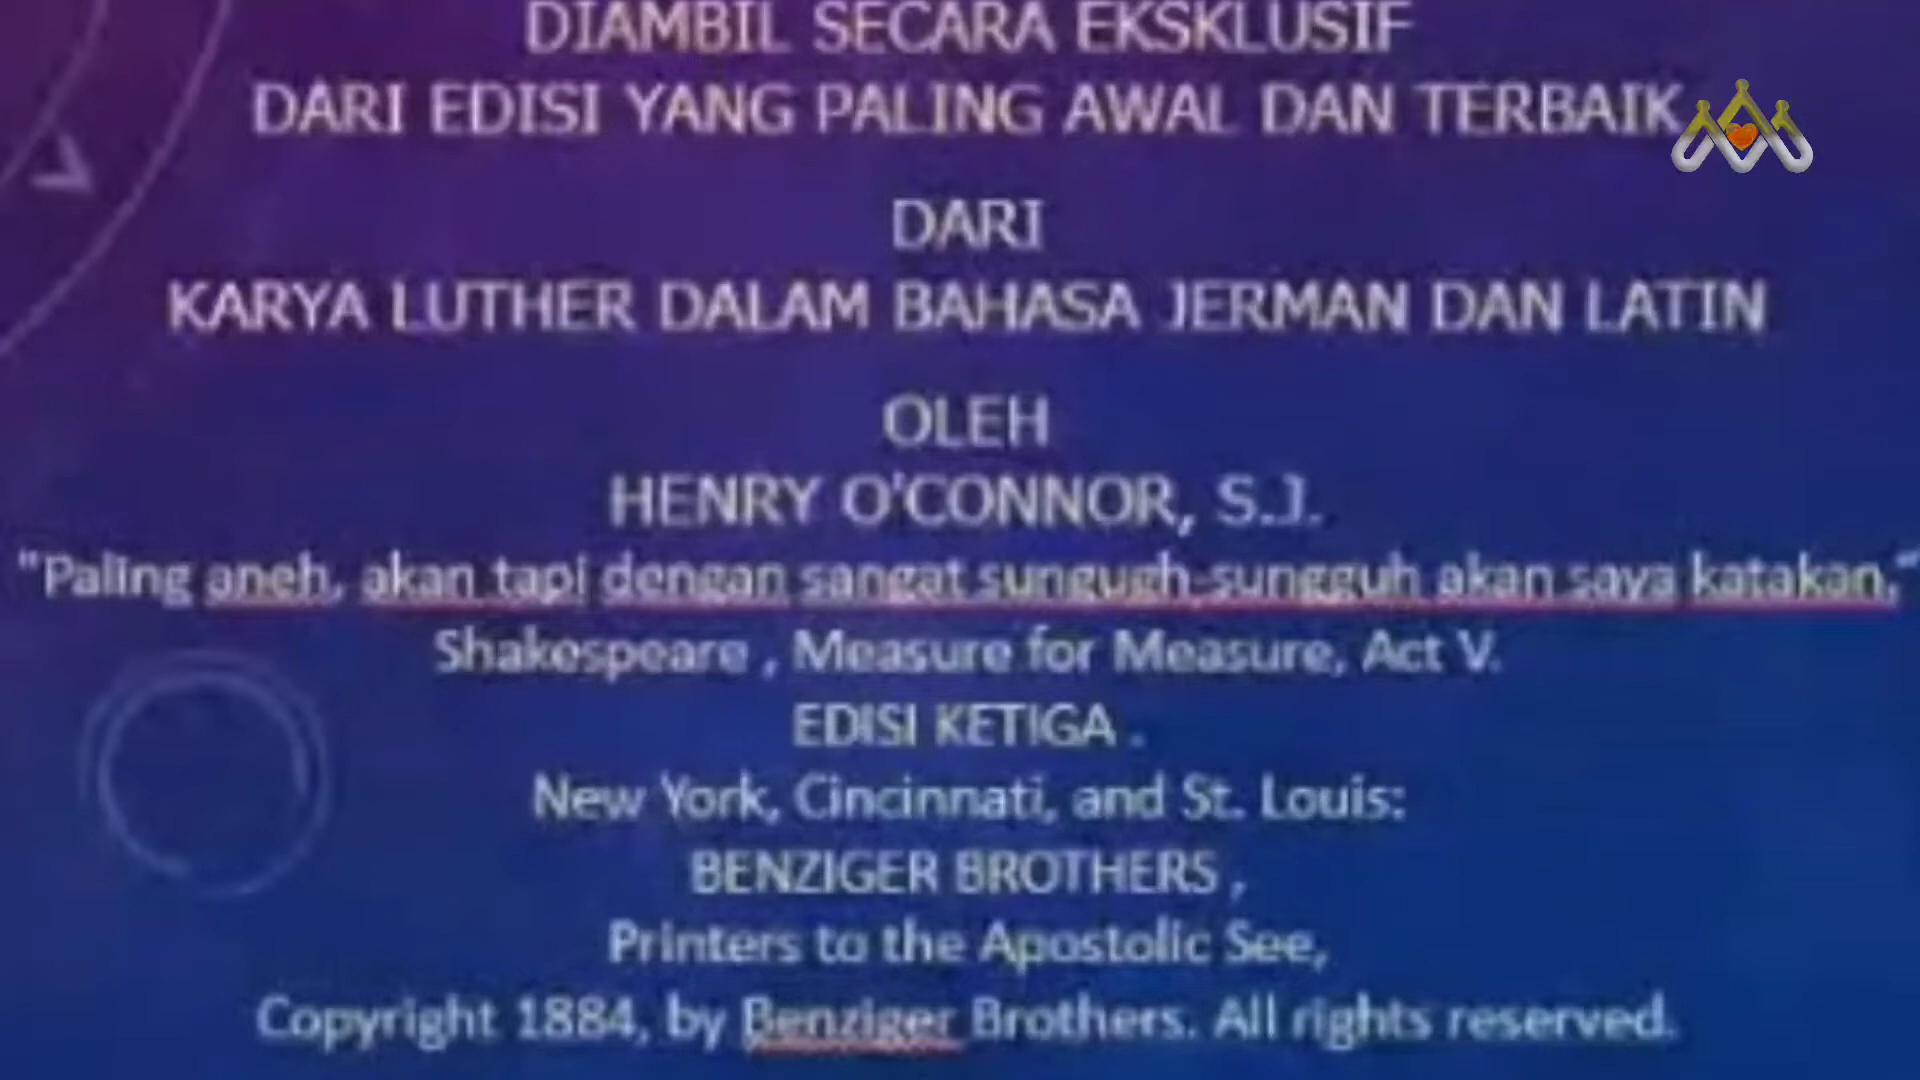 DIAMBIL SECARA EKSKLUSIF
DARI EDISI YANG PALING AWAL DAN TERBAIK
DARI
KARYA LUTHER DALAM BAHASA JERMAN DAN LATIN
OLEH
HENRY O'CONNOR, S.J.
"Paling aneh, akan tapi dengan sangat sungugh-sungguh akan saya katakan."
Shakespeare , Measure for Measure, Act V.
EDISI KETIGA .
New York, Cincinnati, and St. Louis:
BENZIGER BROTHERS ,
Printers to the Apostolic See,
Copyright 1884, by Benziger Brothers. All rights reserved.